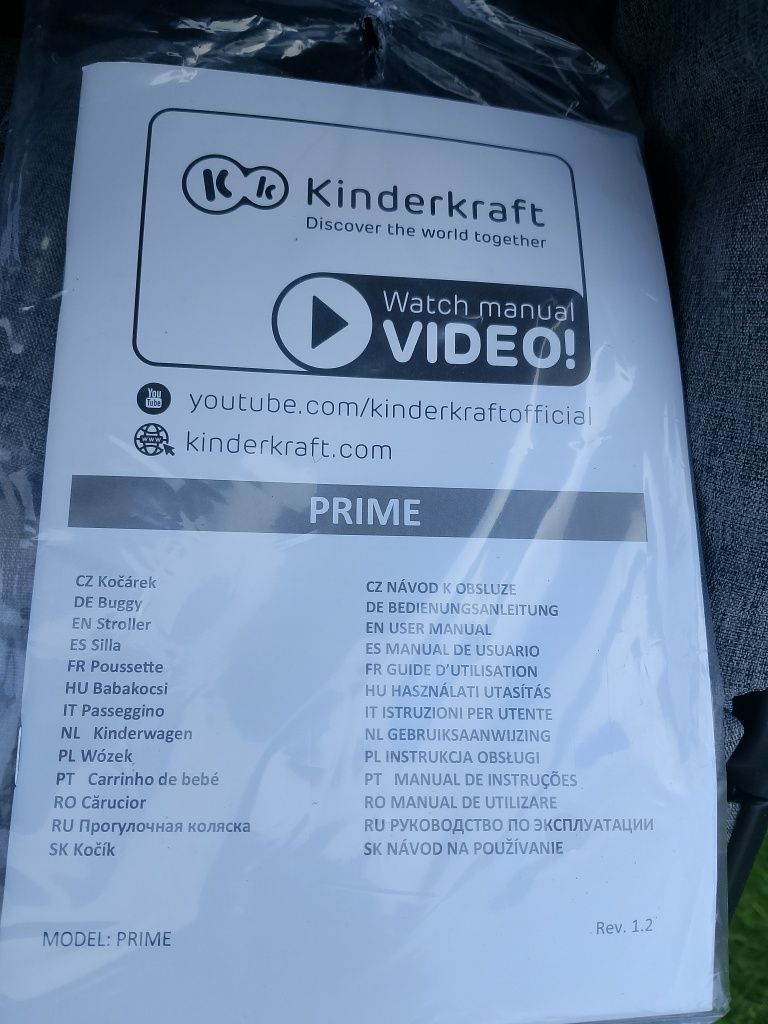 Kk Kinderkraft
Discover the world together
Watch manual
VIDEO!
You Tube youtube.com/kinderkraftofficial
www kinderkraft.com
PRIME
CZ Kočárek
DE Buggy
EN Stroller
ES Silla
FR Poussette
HU Babakocsi
IT Passeggino
NL Kinderwagen
PL Wózek
PT Carrinho de bebé
RO Cărucior
RU Прогулочная коляска
SK Kočík
CZ NÁVOD K OBSLUZE
DE BEDIENUNGSANLEITUNG
EN USER MANUAL
ES MANUAL DE USUARIO
FR GUIDE D'UTILISATION
HU HASZNÁLATI UTASÍTÁS
IT ISTRUZIONI PER UTENTE
NL GEBRUIKSAANWIJZING
PL INSTRUKCJA OBSŁUGI
PT MANUAL DE INSTRUÇÕES
RO MANUAL DE UTILIZARE
RU РУКОВОДСТВО ПО ЭКСПЛУАТАЦИИ
SK NÁVOD NA POUŽÍVANIE
MODEL: PRIME
Rev. 1.2